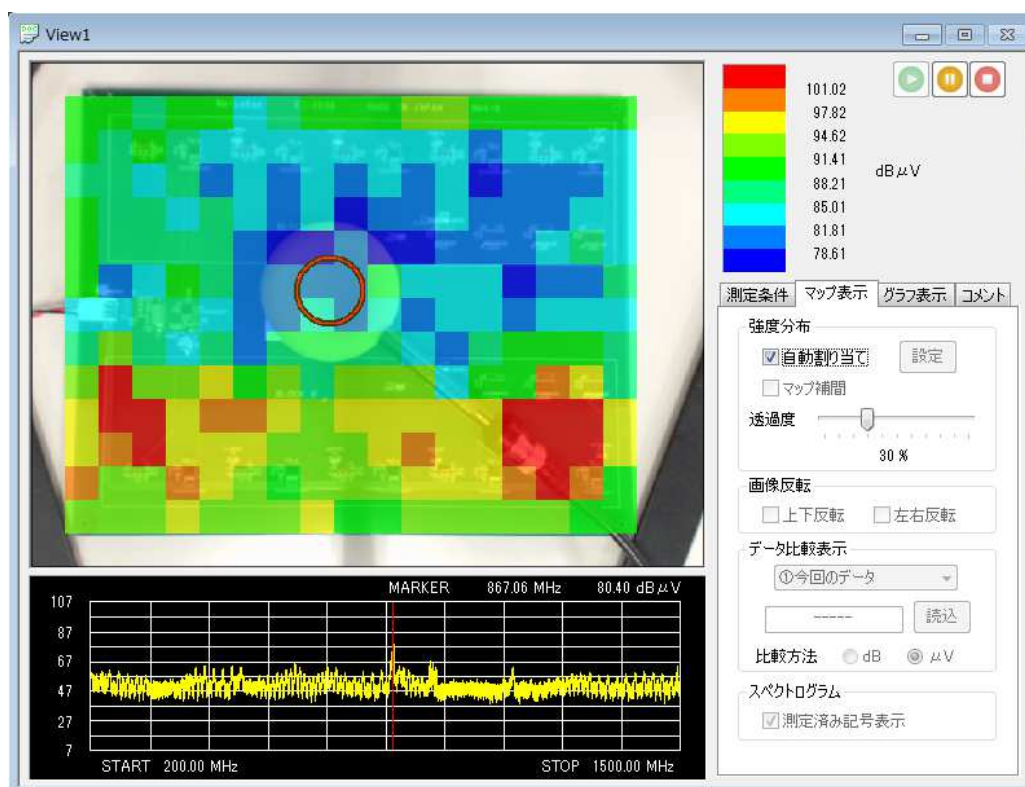 View1
101.02
97.82
94.62
91.41
88.21
85.01
81.81
78.61
dBμV
測定条件 マップ表示 グラフ表示 コメント
強度分布
自動割り当て 設定
マップ補間
透過度
30 %
画像反転
上下反転 左右反転
データ比較表示
①今回のデータ
----- 読込
比較方法 dB μV
スペクトログラム
測定済み記号表示
MARKER 867.06 MHz 80.40 dBμV
107
87
67
47
27
7
START 200.00 MHz STOP 1500.00 MHz